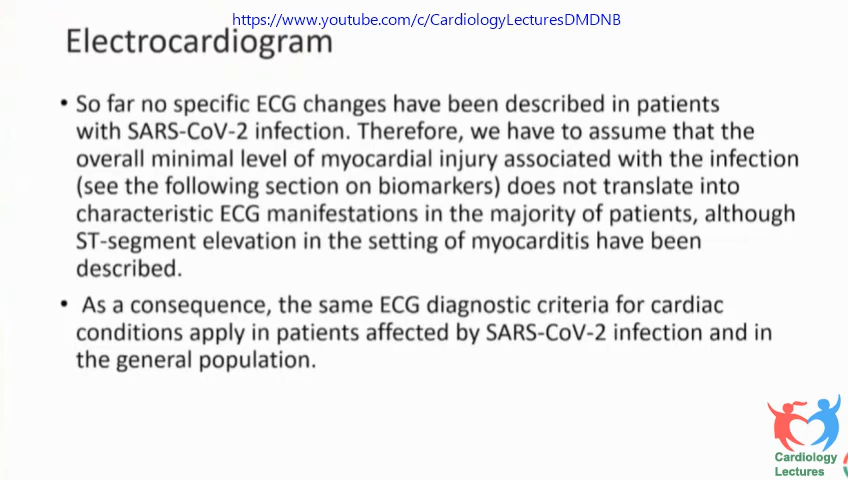 https://www.youtube.com/c/CardiologyLecturesDMDNB
Electrocardiogram
• So far no specific ECG changes have been described in patients
with SARS-CoV-2 infection. Therefore, we have to assume that the
overall minimal level of myocardial injury associated with the infection
(see the following section on biomarkers) does not translate into
characteristic ECG manifestations in the majority of patients, although
ST-segment elevation in the setting of myocarditis have been
described.
• As a consequence, the same ECG diagnostic criteria for cardiac
conditions apply in patients affected by SARS-CoV-2 infection and in
the general population.
Cardiology
Lectures